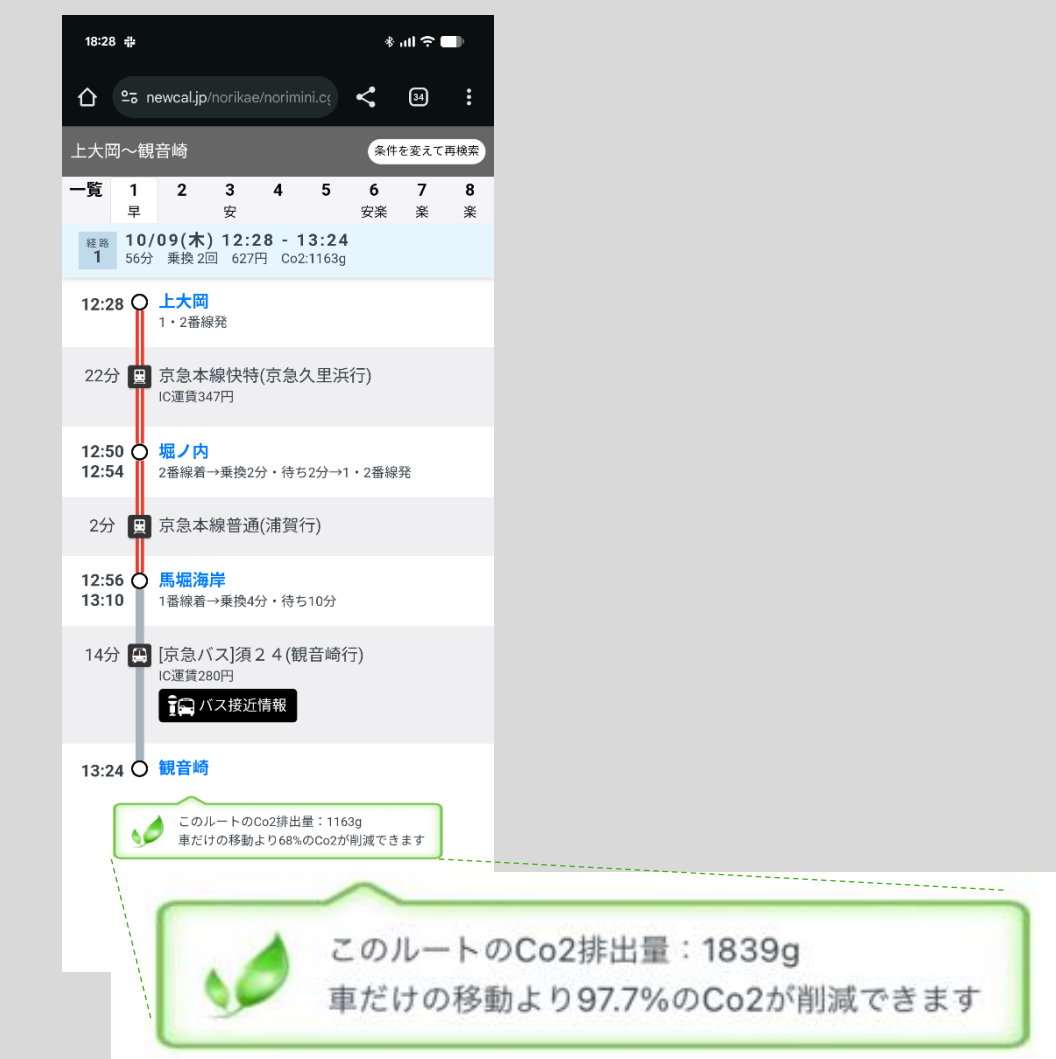 18:28
newcal.jp/norikae/norimini.cg
34
上大岡～観音崎
条件を変えて再検索
一覧 1 2 3 4 5 6 7 8
早 安 安楽 楽 楽
経路 1
10/09(木) 12:28 - 13:24
56分 乗換 2回 627円 Co2:1163g
12:28 上大岡
1・2番線発
22分 京急本線快特(京急久里浜行)
IC運賃347円
12:50 堀ノ内
12:54 2番線着→乗換2分・待ち2分→1・2番線発
2分 京急本線普通(浦賀行)
12:56 馬堀海岸
13:10 1番線着→乗換4分・待ち10分
14分 [京急バス]須２４(観音崎行)
IC運賃280円
バス接近情報
13:24 観音崎
このルートのCo2排出量：1163g
車だけの移動より68%のCo2が削減できます
このルートのCo2排出量：1839g
車だけの移動より97.7%のCo2が削減できます